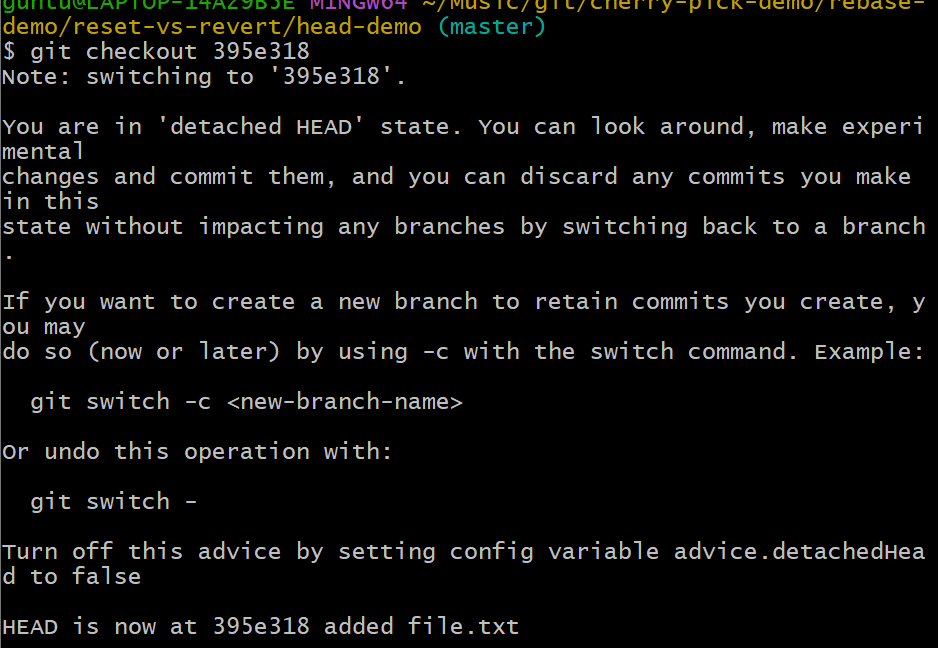 guntu@LAPTOP-14A29B5E MINGW64 ~/Music/git/cherry-pick-demo/rebase-
demo/reset-vs-revert/head-demo (master)
$ git checkout 395e318
Note: switching to '395e318'.
You are in 'detached HEAD' state. You can look around, make experi
mental
changes and commit them, and you can discard any commits you make
in this
state without impacting any branches by switching back to a branch
.
If you want to create a new branch to retain commits you create, y
ou may
do so (now or later) by using -c with the switch command. Example:
git switch -c <new-branch-name>
Or undo this operation with:
git switch -
Turn off this advice by setting config variable advice.detachedHea
d to false
HEAD is now at 395e318 added file.txt